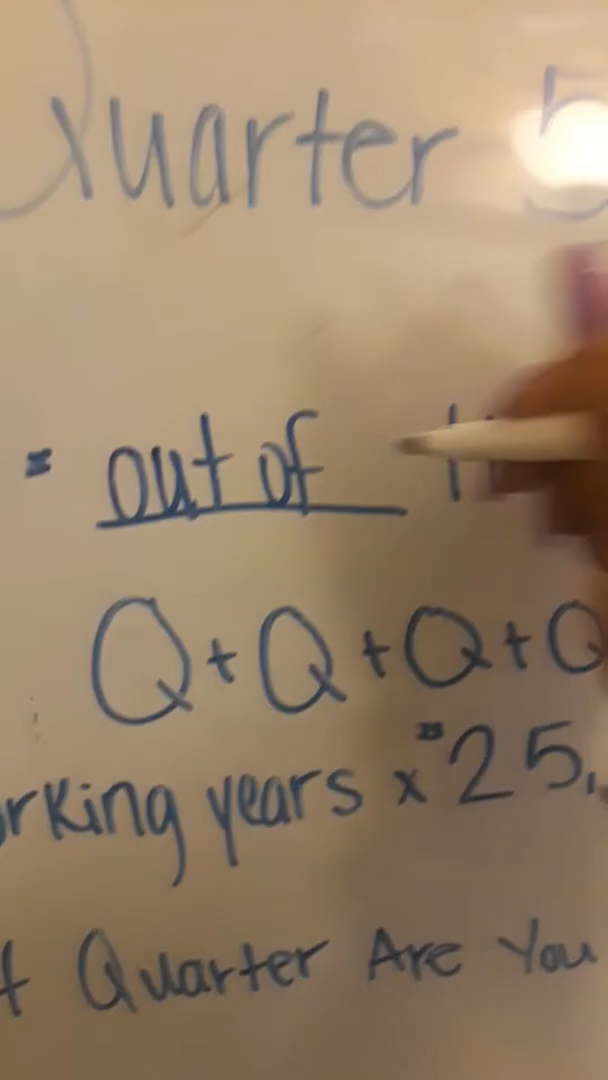 Quarter 5
= out of
Q + Q + Q + Q
rking years x 25,
Quarter Are You